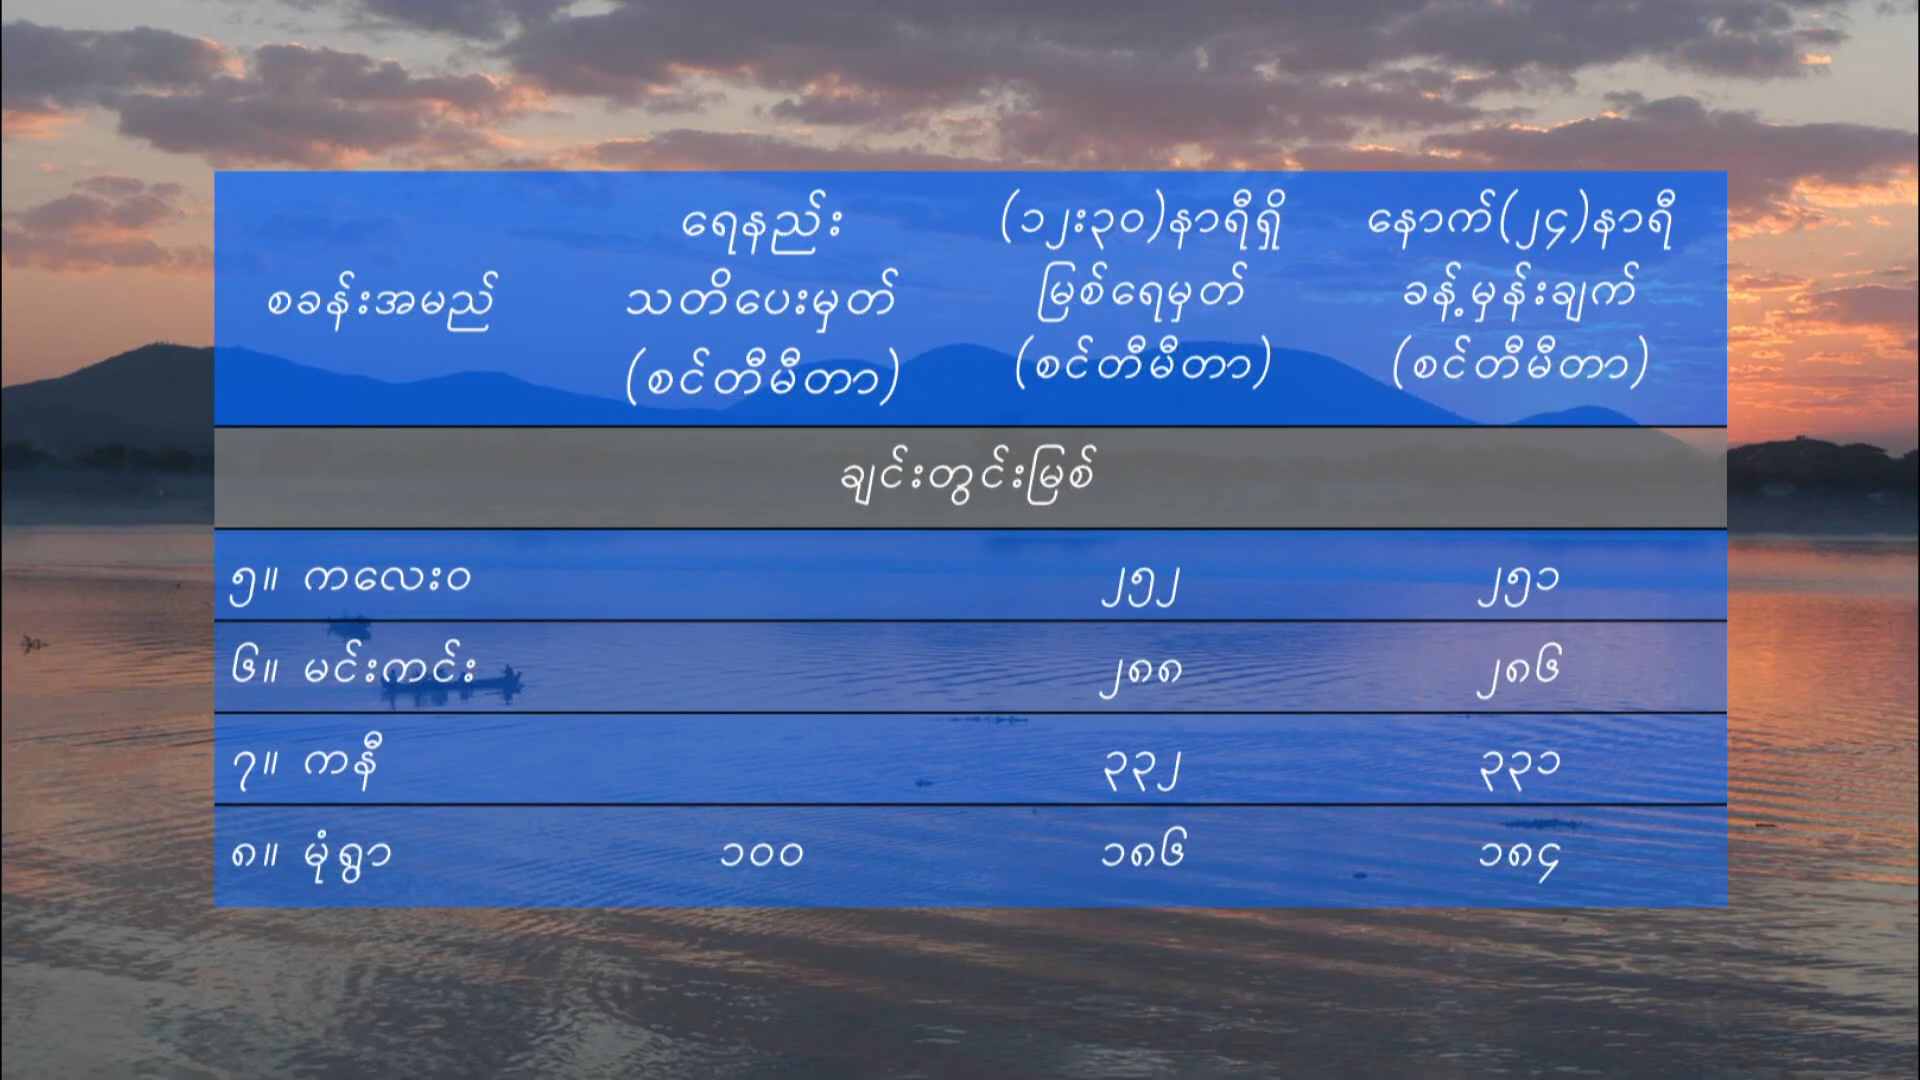 စခန်းအမည်
ရေနည်း
သတိပေးမှတ်
(စင်တီမီတာ)
(၁၂း၃၀)နာရီရှိ
မြစ်ရေမှတ်
(စင်တီမီတာ)
နောက်(၂၄)နာရီ
ခန့်မှန်းချက်
(စင်တီမီတာ)
ချင်းတွင်းမြစ်
၅။ ကလေးဝ ၂၅၂ ၂၅၁
၆။ မင်းကင်း ၂၈၈ ၂၈၆
၇။ ကနီ ၃၃၂ ၃၃၁
၈။ မုံရွာ ၁၀၀ ၁၈၆ ၁၈၄